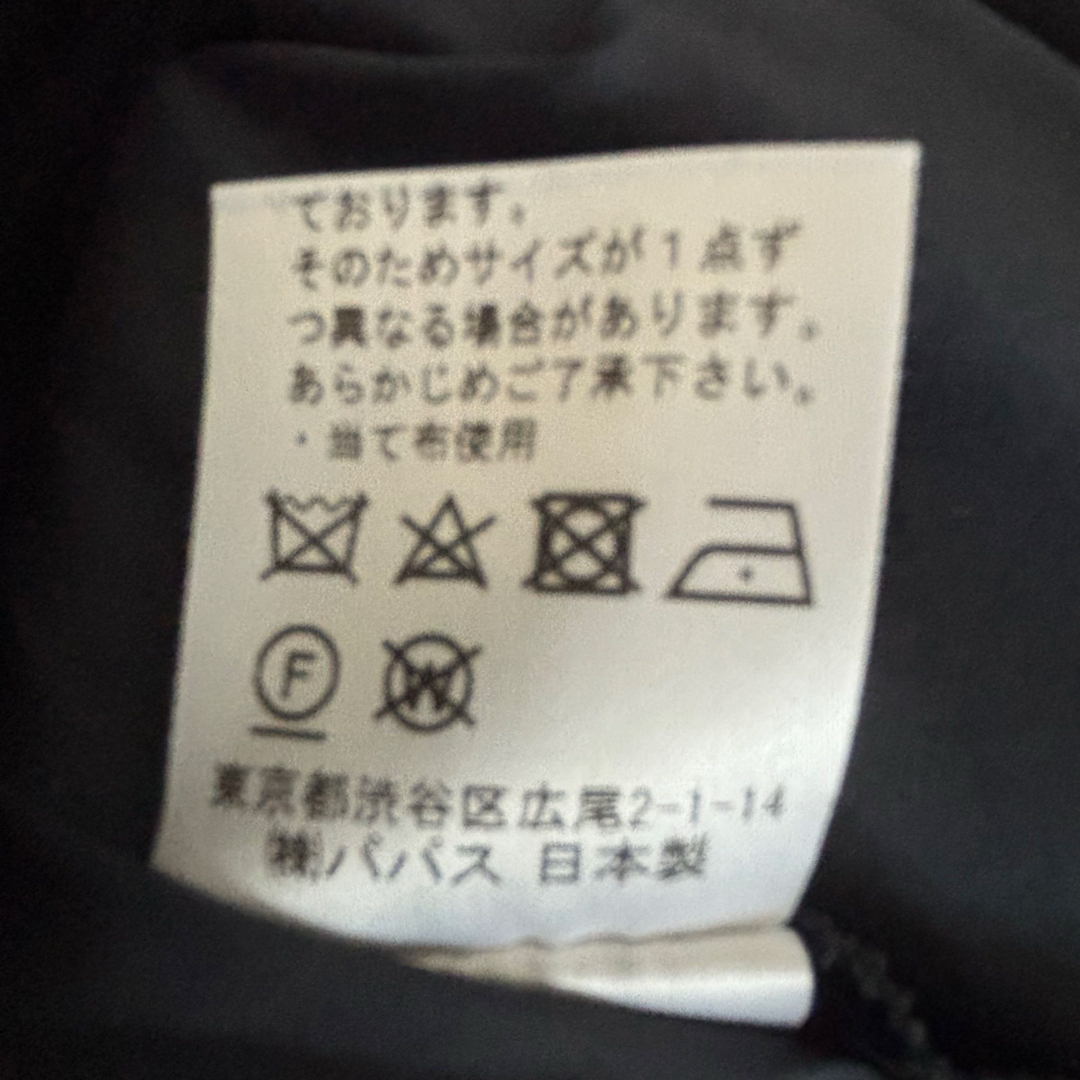 ております。
そのためサイズが1点ず
つ異なる場合があります。
あらかじめご了承下さい。
・当て布使用
F W
東京都渋谷区広尾2-1-14
㈱パパス 日本製